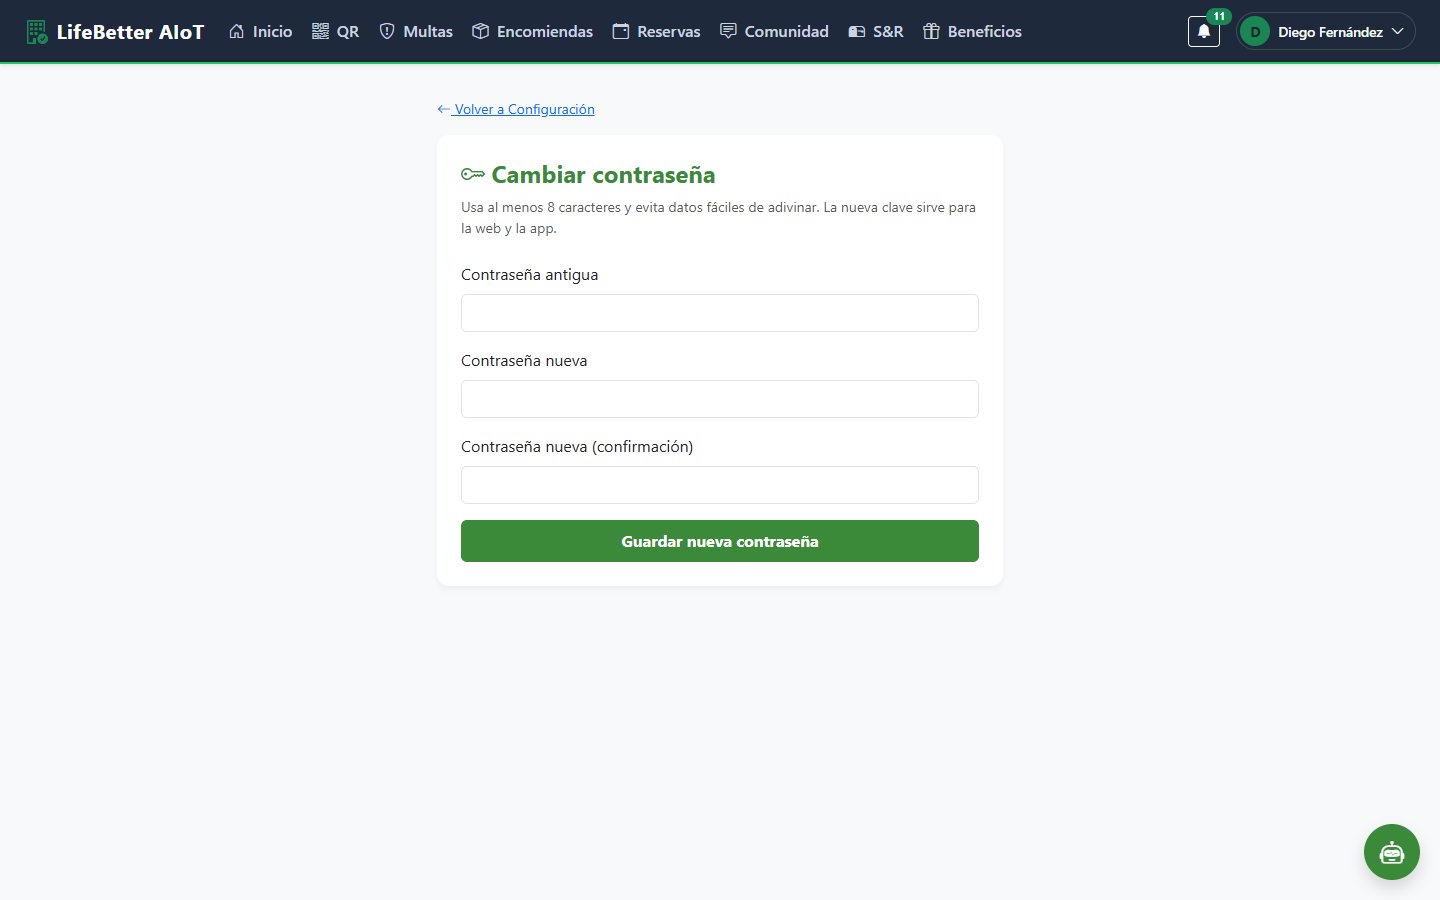 LifeBetter AIoT Inicio QR Multas Encomiendas Reservas Comunidad S&R Beneficios 11 D Diego Fernández
← Volver a Configuración
Cambiar contraseña
Usa al menos 8 caracteres y evita datos fáciles de adivinar. La nueva clave sirve para
la web y la app.
Contraseña antigua
Contraseña nueva
Contraseña nueva (confirmación)
Guardar nueva contraseña